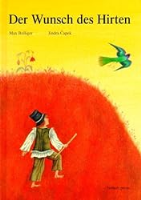 Der Wunsch des Hirten
Max Bolliger Jindra Čapek